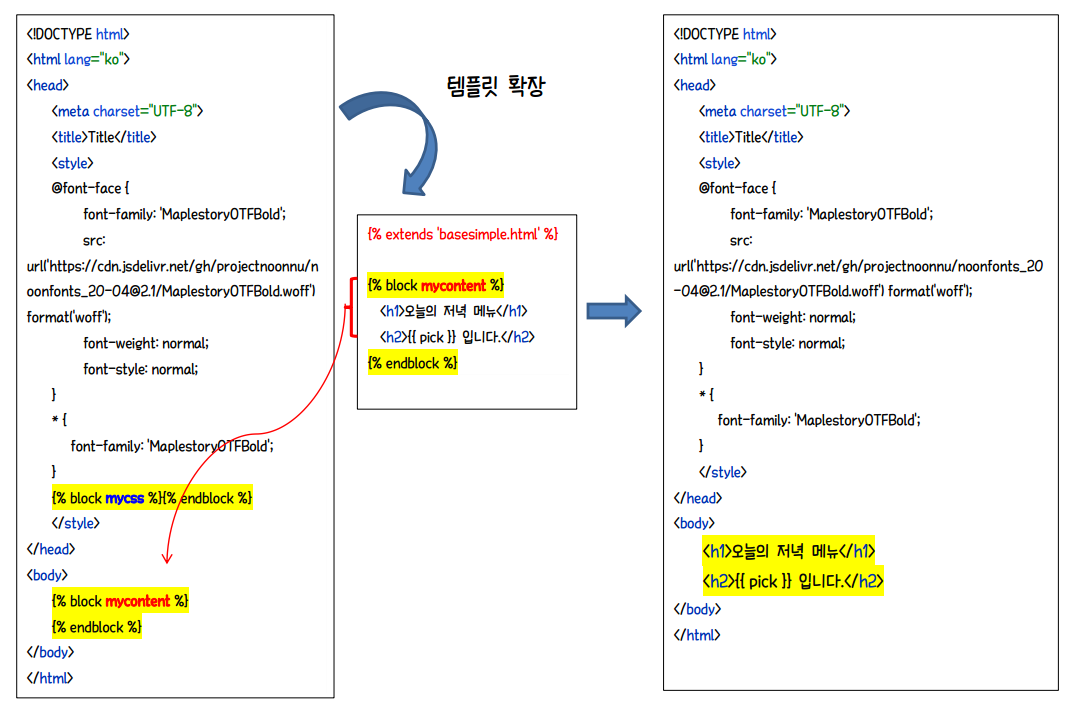 <!DOCTYPE html>
<html lang="ko">
<head>
<meta charset="UTF-8">
<title>Title</title>
<style>
@font-face {
font-family: 'MaplestoryOTFBold';
src:
url('https://cdn.jsdelivr.net/gh/projectnoonnu/n
oonfonts_20-04@2.1/MaplestoryOTFBold.woff')
format('woff');
font-weight: normal;
font-style: normal;
}
* {
font-family: 'MaplestoryOTFBold';
}
{% block mycss %}{% endblock %}
</style>
</head>
<body>
{% block mycontent %}
{% endblock %}
</body>
</html>
템플릿 확장
{% extends 'basesimple.html' %}
{% block mycontent %}
<h1>오늘의 저녁 메뉴</h1>
<h2>{{ pick }} 입니다.</h2>
{% endblock %}
<!DOCTYPE html>
<html lang="ko">
<head>
<meta charset="UTF-8">
<title>Title</title>
<style>
@font-face {
font-family: 'MaplestoryOTFBold';
src:
url('https://cdn.jsdelivr.net/gh/projectnoonnu/noonfonts_20
-04@2.1/MaplestoryOTFBold.woff') format('woff');
font-weight: normal;
font-style: normal;
}
* {
font-family: 'MaplestoryOTFBold';
}
</style>
</head>
<body>
<h1>오늘의 저녁 메뉴</h1>
<h2>{{ pick }} 입니다.</h2>
</body>
</html>